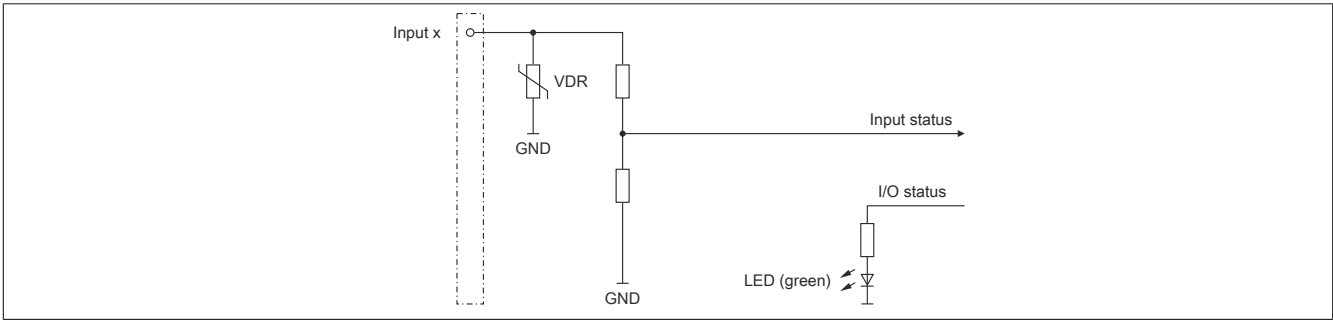 Input x
VDR
Input status
GND
I/O status
LED (green)
GND